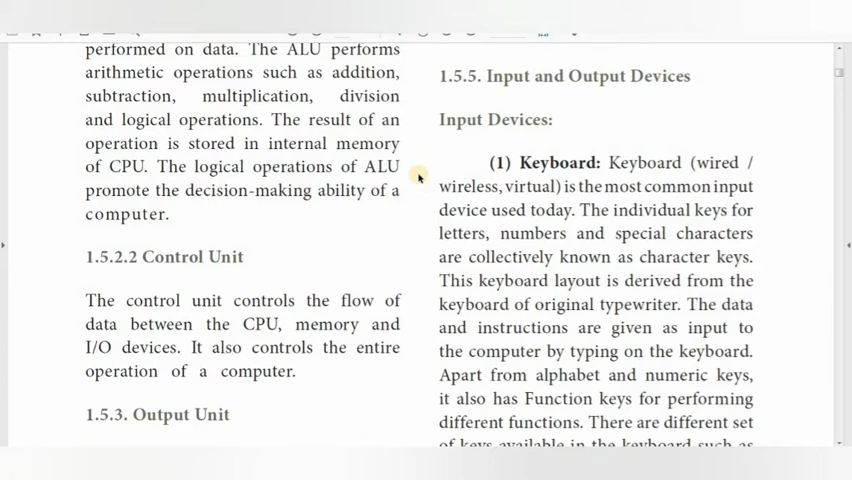 performed on data. The ALU performs
arithmetic operations such as addition,
subtraction, multiplication, division
and logical operations. The result of an
operation is stored in internal memory
of CPU. The logical operations of ALU
promote the decision-making ability of a
computer.
1.5.2.2 Control Unit
The control unit controls the flow of
data between the CPU, memory and
I/O devices. It also controls the entire
operation of a computer.
1.5.3. Output Unit
1.5.5. Input and Output Devices
Input Devices:
(1) Keyboard: Keyboard (wired /
wireless, virtual) is the most common input
device used today. The individual keys for
letters, numbers and special characters
are collectively known as character keys.
This keyboard layout is derived from the
keyboard of original typewriter. The data
and instructions are given as input to
the computer by typing on the keyboard.
Apart from alphabet and numeric keys,
it also has Function keys for performing
different functions. There are different set
of keys available in the keyboard such as